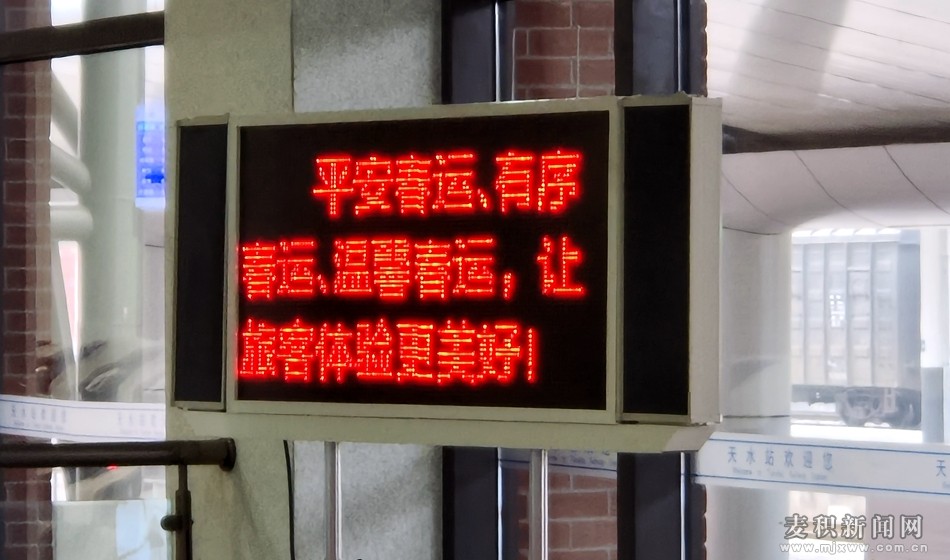 平安春运、有序
春运、温馨春运，让
旅客体验更美好！
天水站欢迎您
麦积新闻网
www.mjxww.com.cn